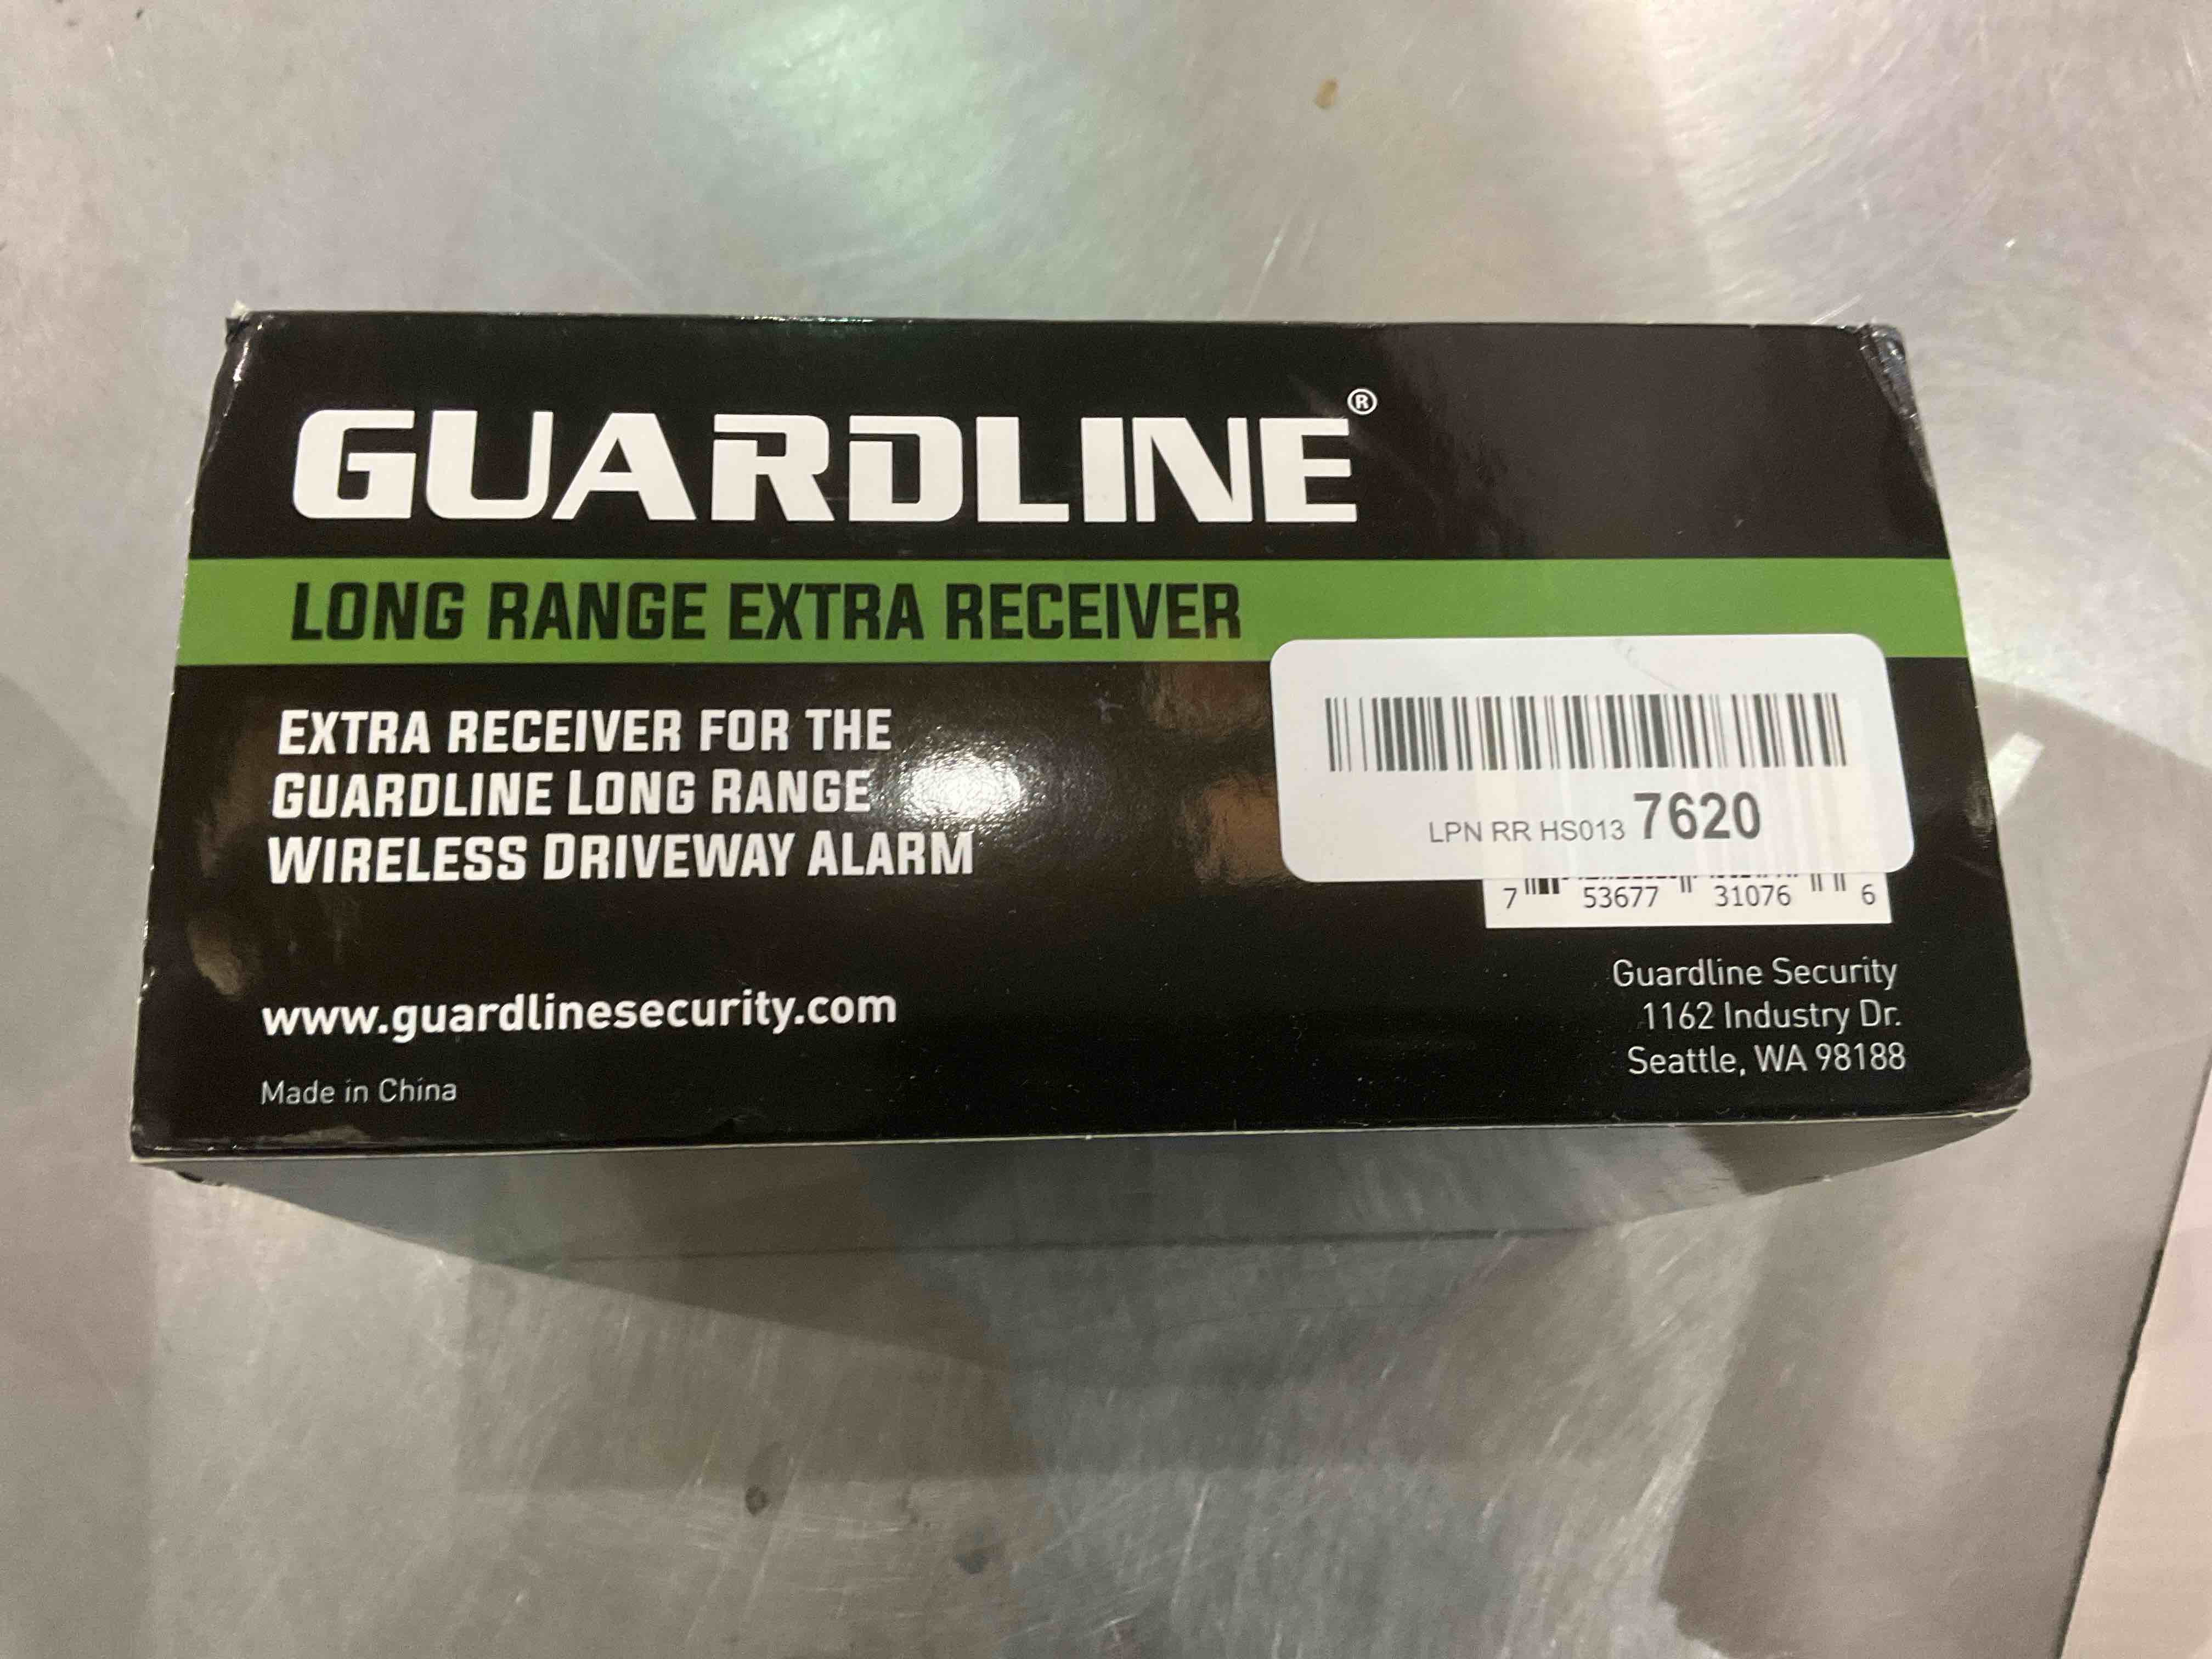 GUARDLINE®
LONG RANGE EXTRA RECEIVER
EXTRA RECEIVER FOR THE
GUARDLINE LONG RANGE
WIRELESS DRIVEWAY ALARM
www.guardlinesecurity.com
Made in China
LPN RR HS013 7620
7 53677 31076 6
Guardline Security
1162 Industry Dr.
Seattle, WA 98188